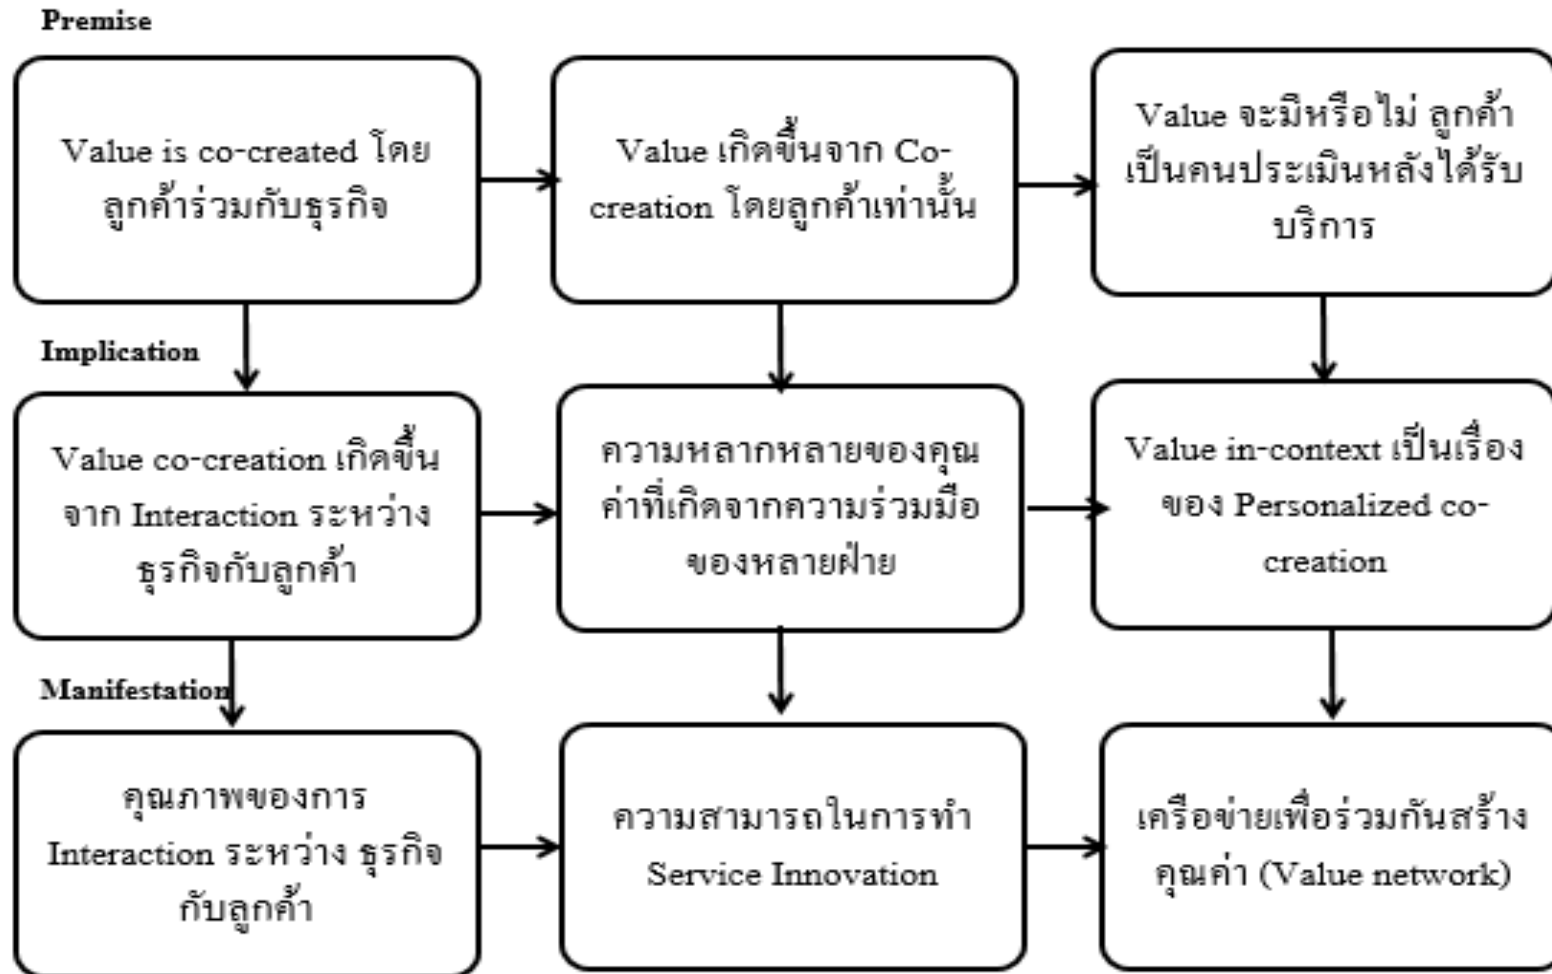 Premise
Value is co-created โดย
ลูกค้าร่วมกับธุรกิจ
Value เกิดขึ้นจาก Co-
creation โดยลูกค้าเท่านั้น
Value จะมีหรือไม่ ลูกค้า
เป็นคนประเมินหลังได้รับ
บริการ
Implication
Value co-creation เกิดขึ้น
จาก Interaction ระหว่าง
ธุรกิจกับลูกค้า
ความหลากหลายของคุณ
ค่าที่เกิดจากความร่วมมือ
ของหลายฝ่าย
Value in-context เป็นเรื่อง
ของ Personalized co-
creation
Manifestation
คุณภาพของการ
Interaction ระหว่าง ธุรกิจ
กับลูกค้า
ความสามารถในการทำ
Service Innovation
เครือข่ายเพื่อร่วมกันสร้าง
คุณค่า (Value network)